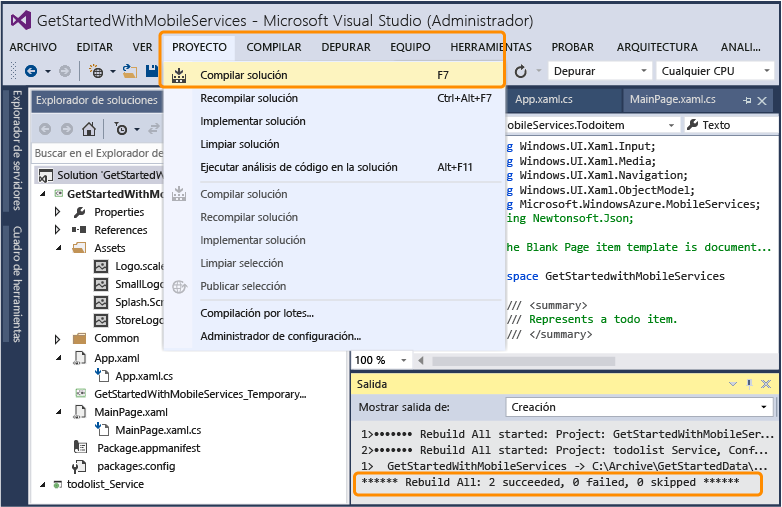 GetStartedWithMobileServices - Microsoft Visual Studio (Administrador)
ARCHIVO EDITAR VER PROYECTO COMPILAR DEPURAR EQUIPO HERRAMIENTAS PROBAR ARQUITECTURA ANALI...
Depurar Cualquier CPU
Compilar solución F7
Recompilar solución Ctrl+Alt+F7
Implementar solución
Limpiar solución
Ejecutar análisis de código en la solución Alt+F11
Compilar solución
Recompilar solución
Implementar solución
Limpiar selección
Publicar selección
Compilación por lotes...
Administrador de configuración...
Explorador de servidores
Cuadro de herramientas
Explorador de soluciones
Buscar en el Explorador de
Solution 'GetStartedW
GetStartedWithMo
Properties
References
Assets
Logo.scale
SmallLogo
Splash.Scr
StoreLogo
Common
App.xaml
App.xaml.cs
GetStartedWithMobileServices_Temporary...
MainPage.xaml
MainPage.xaml.cs
Package.appmanifest
packages.config
todolist_Service
App.xaml.cs MainPage.xaml.cs
obileServices.Todoitem Texto
g Windows.UI.Xaml.Input;
g Windows.UI.Xaml.Media;
g Windows.UI.Xaml.Navigation;
g Windows.UI.Xaml.ObjectModel;
g Microsoft.WindowsAzure.MobileServices;
ing Newtonsoft.Json;
he Blank Page item template is document...
space GetStartedwithMobileServices
/// <summary>
/// Represents a todo item.
/// </summary>
100 %
Salida
Mostrar salida de: Creación
1>••••••• Rebuild All started: Project: GetStartedWithMobileSer...
2>••••••• Rebuild All started: Project: todolist Service, Conf...
1> GetStartedWithMobileServices -> C:\Archive\GetStartedData\...
****** Rebuild All: 2 succeeded, 0 failed, 0 skipped ******